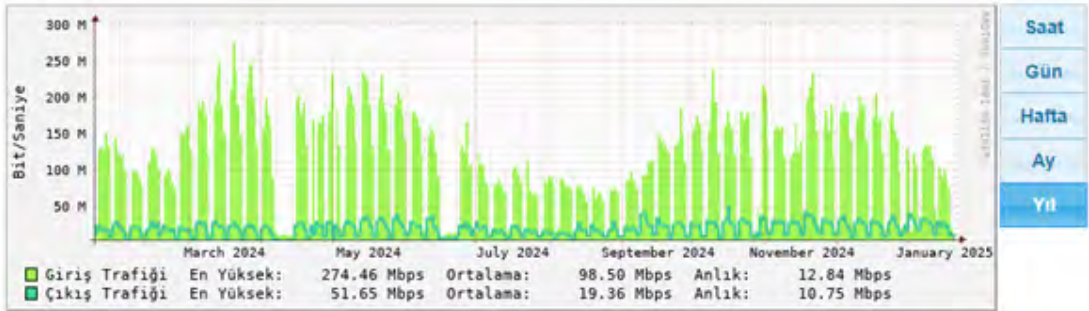 300 M
250 M
200 M
150 M
100 M
50 M
Bit/Saniye
March 2024 May 2024 July 2024 September 2024 November 2024 January 2025
Giriş Trafiği En Yüksek: 274.46 Mbps Ortalama: 98.50 Mbps Anlık: 12.84 Mbps
Çıkış Trafiği En Yüksek: 51.65 Mbps Ortalama: 19.36 Mbps Anlık: 10.75 Mbps
Saat
Gün
Hafta
Ay
Yıl